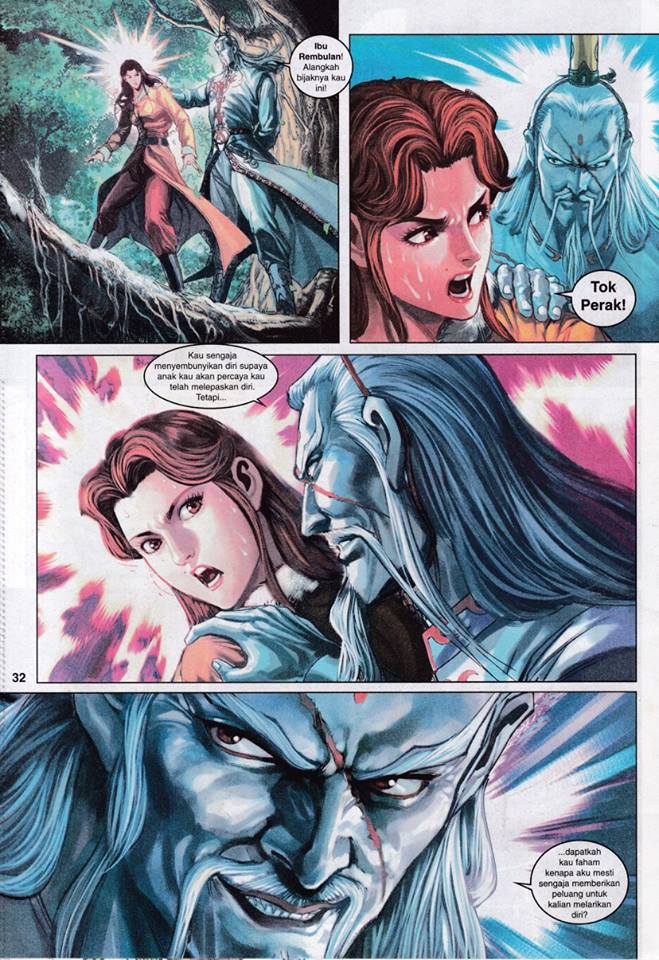 Ibu
Rembulan!
Alangkah
bijaknya kau
ini!
Tok
Perak!
Kau sengaja
menyembunyikan diri supaya
anak kau akan percaya kau
telah melepaskan diri.
Tetapi...
32
...dapatkah
kau faham
kenapa aku mesti
sengaja memberikan
peluang untuk
kalian melarikan
diri?